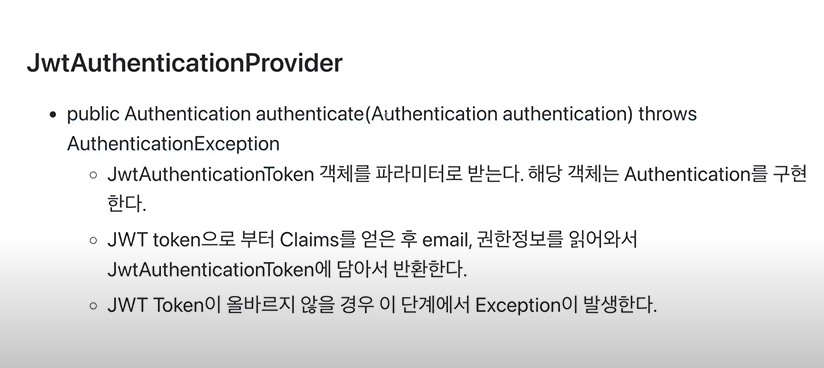 JwtAuthenticationProvider
public Authentication authenticate(Authentication authentication) throws
AuthenticationException
JwtAuthenticationToken 객체를 파라미터로 받는다. 해당 객체는 Authentication를 구현
한다.
JWT token으로 부터 Claims를 얻은 후 email, 권한정보를 읽어와서
JwtAuthenticationToken에 담아서 반환한다.
JWT Token이 올바르지 않을 경우 이 단계에서 Exception이 발생한다.